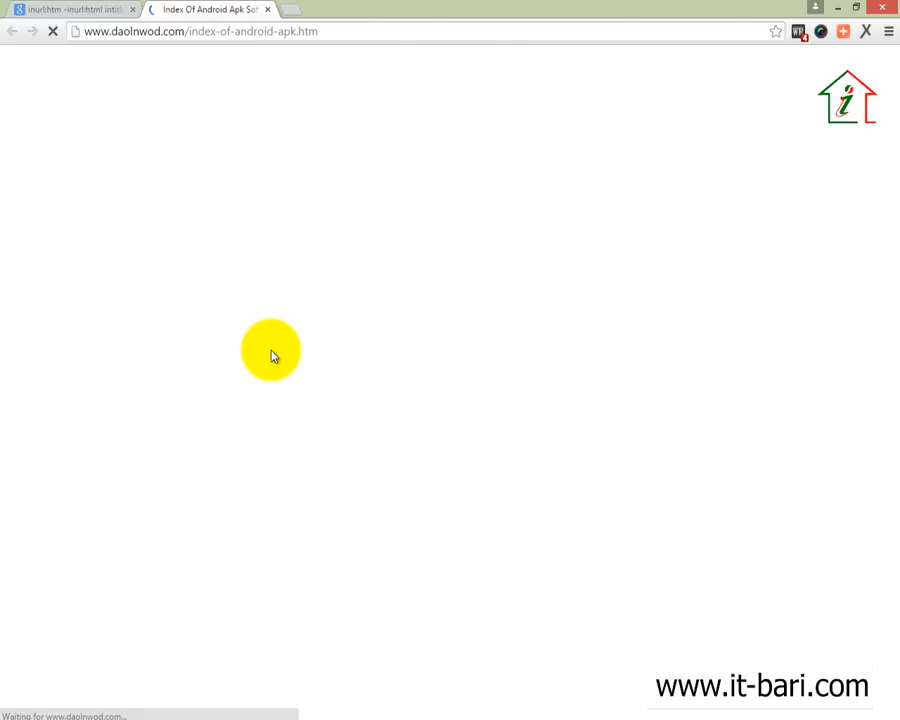 inurl:htm -inurl:html intitl
Index Of Android Apk Sof
www.daolnwod.com/index-of-android-apk.htm
i
www.it-bari.com
Waiting for www.daolnwod.com...